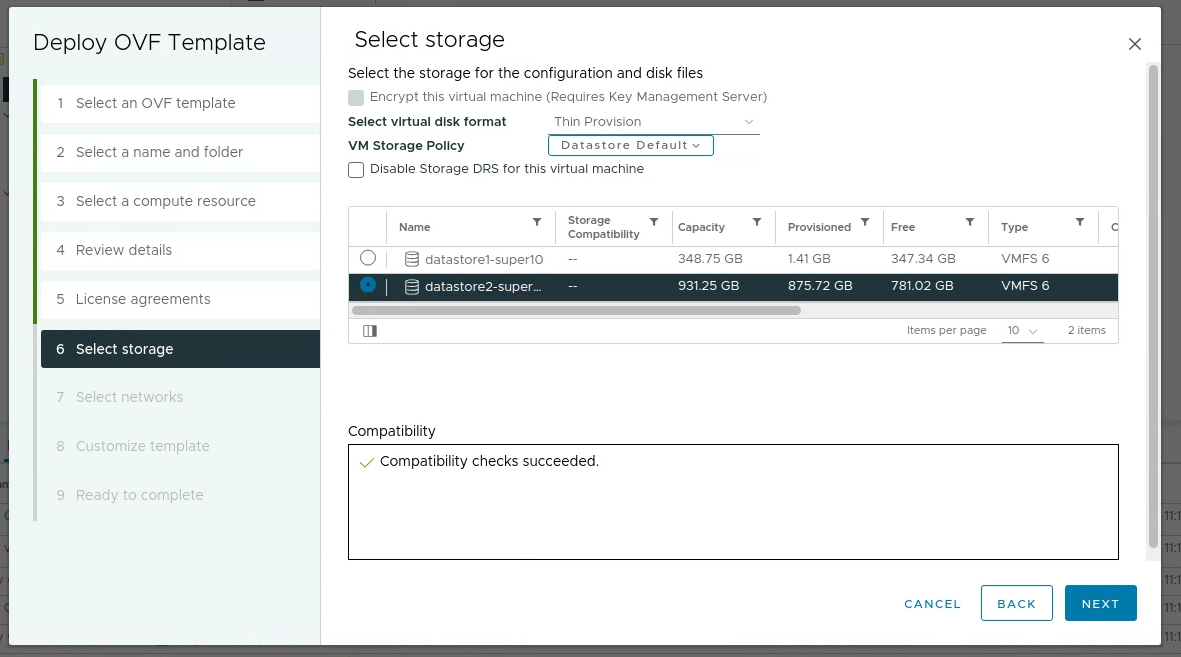 Deploy OVF Template
1 Select an OVF template
2 Select a name and folder
3 Select a compute resource
4 Review details
5 License agreements
6 Select storage
7 Select networks
8 Customize template
9 Ready to complete
Select storage
Select the storage for the configuration and disk files
Encrypt this virtual machine (Requires Key Management Server)
Select virtual disk format Thin Provision
VM Storage Policy Datastore Default
Disable Storage DRS for this virtual machine
Name Storage Compatibility Capacity Provisioned Free Type
datastore1-super10 -- 348.75 GB 1.41 GB 347.34 GB VMFS 6
datastore2-super... -- 931.25 GB 875.72 GB 781.02 GB VMFS 6
Items per page 10 2 items
Compatibility
Compatibility checks succeeded.
CANCEL BACK NEXT